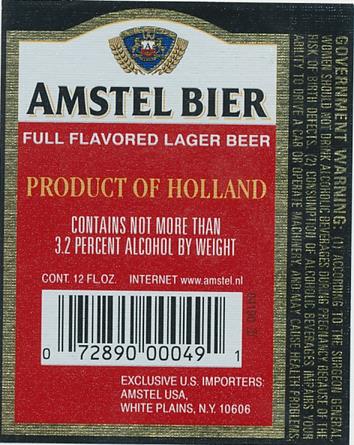 AMSTEL BIER
FULL FLAVORED LAGER BEER
PRODUCT OF HOLLAND
CONTAINS NOT MORE THAN
3.2 PERCENT ALCOHOL BY WEIGHT
CONT. 12 FL.OZ. INTERNET www.amstel.nl
0 72890 00049 1
EXCLUSIVE U.S. IMPORTERS:
AMSTEL USA,
WHITE PLAINS, N.Y. 10606
GOVERNMENT WARNING: (1) ACCORDING TO THE SURGEON GENERAL,
WOMEN SHOULD NOT DRINK ALCOHOLIC BEVERAGES DURING PREGNANCY BECAUSE OF THE
RISK OF BIRTH DEFECTS. (2) CONSUMPTION OF ALCOHOLIC BEVERAGES IMPAIRS YOUR
ABILITY TO DRIVE A CAR OR OPERATE MACHINERY AND MAY CAUSE HEALTH PROBLEMS.